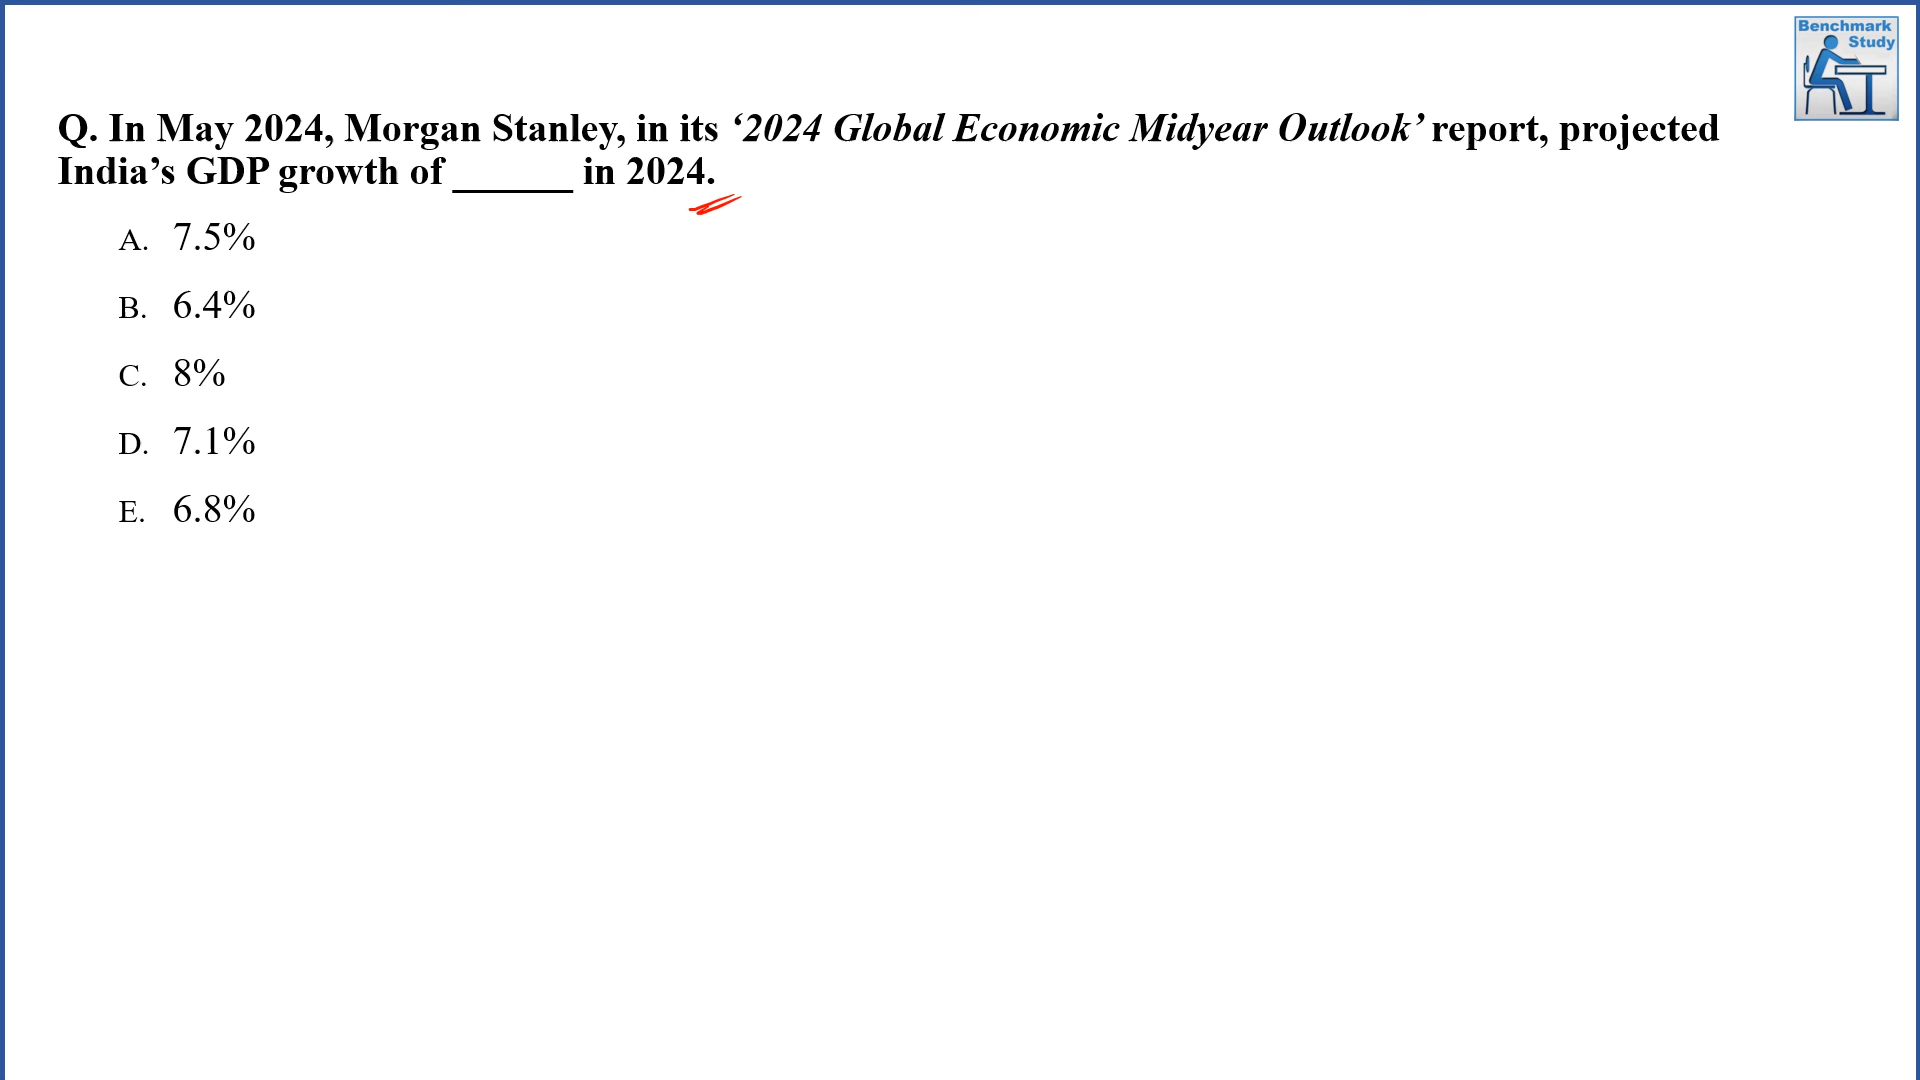 Benchmark
Study
Q. In May 2024, Morgan Stanley, in its ‘2024 Global Economic Midyear Outlook’ report, projected
India’s GDP growth of ______ in 2024.
A. 7.5%
B. 6.4%
C. 8%
D. 7.1%
E. 6.8%